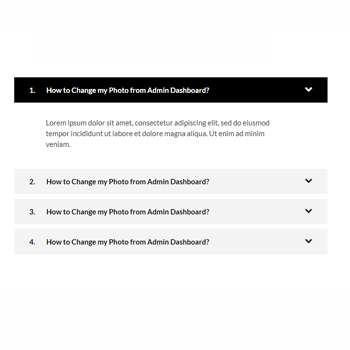 1. How to Change my Photo from Admin Dashboard?
Lorem ipsum dolor sit amet, consectetur adipiscing elit, sed do eiusmod
tempor incididunt ut labore et dolore magna aliqua. Ut enim ad minim
veniam.
2. How to Change my Photo from Admin Dashboard?
3. How to Change my Photo from Admin Dashboard?
4. How to Change my Photo from Admin Dashboard?